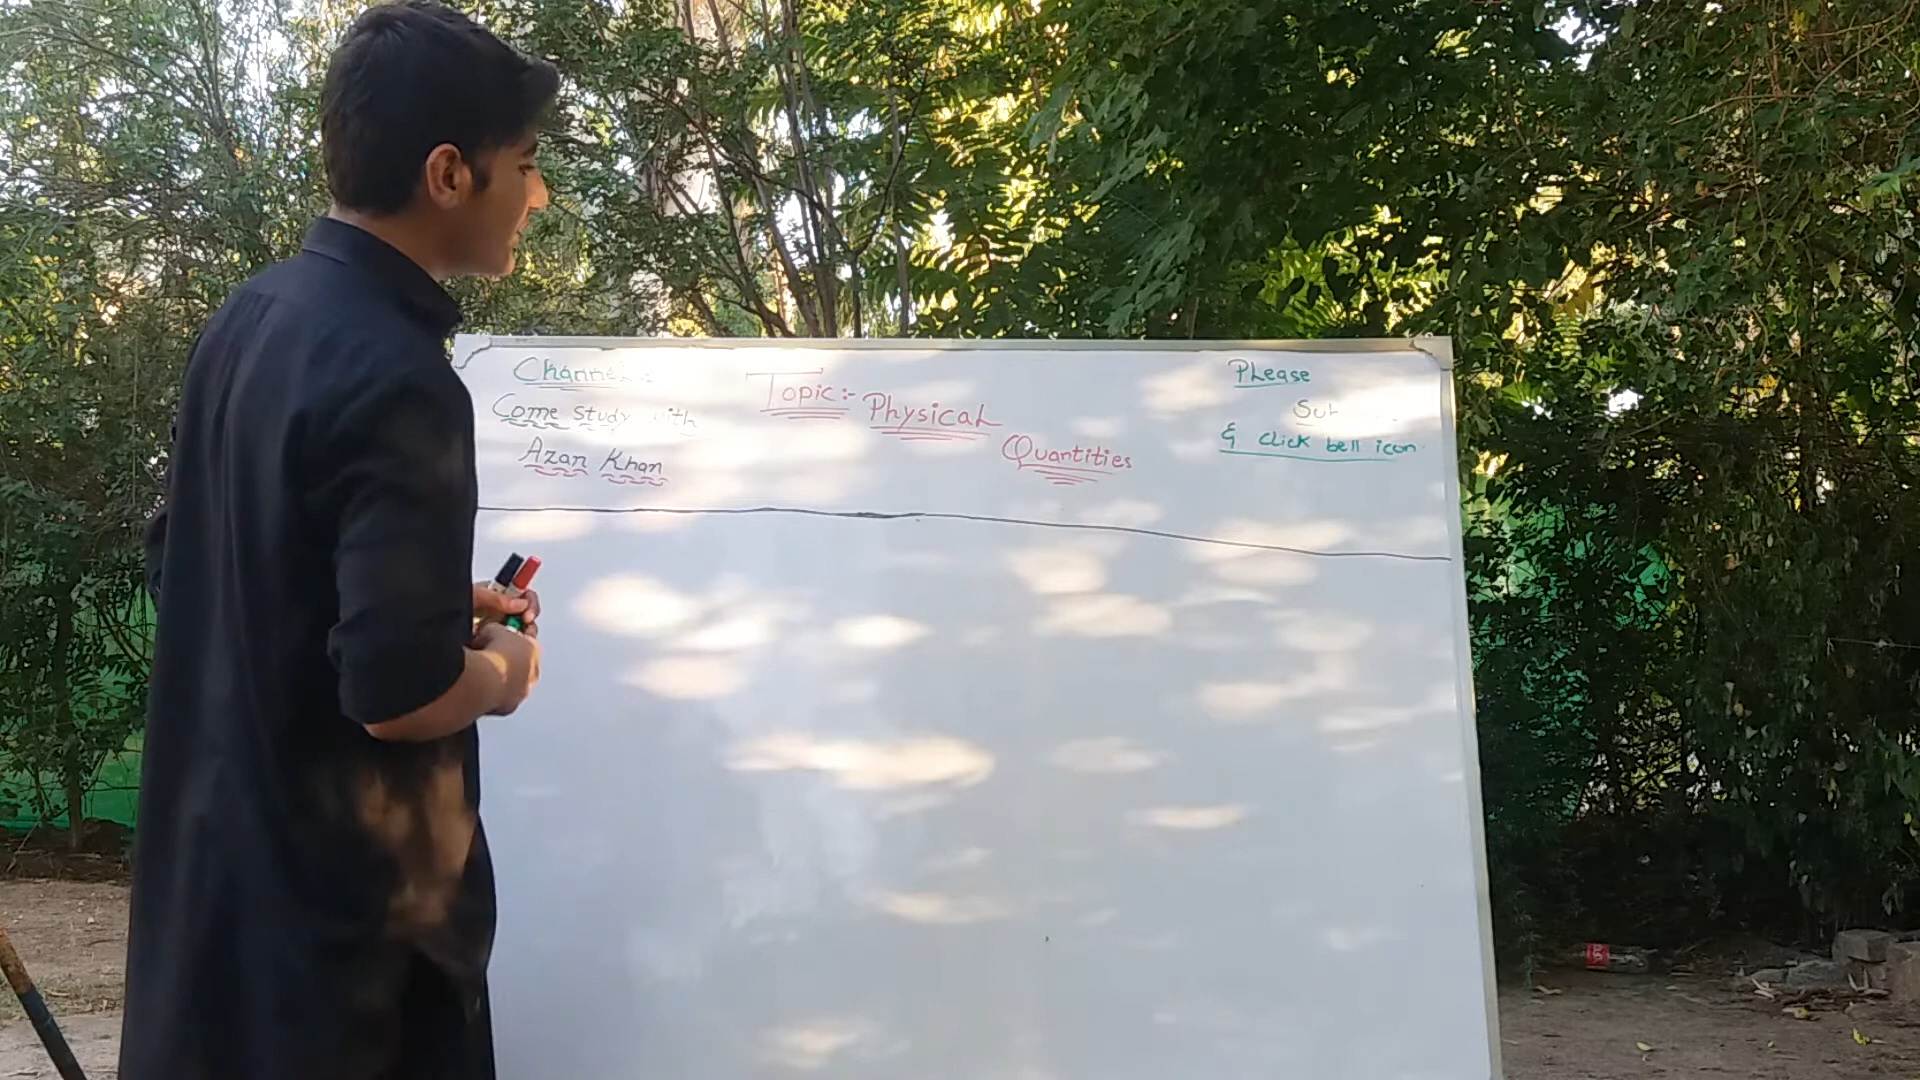 Channel
Come study with
Azan Khan
Topic:- Physical
Quantities
Please
& click bell icon